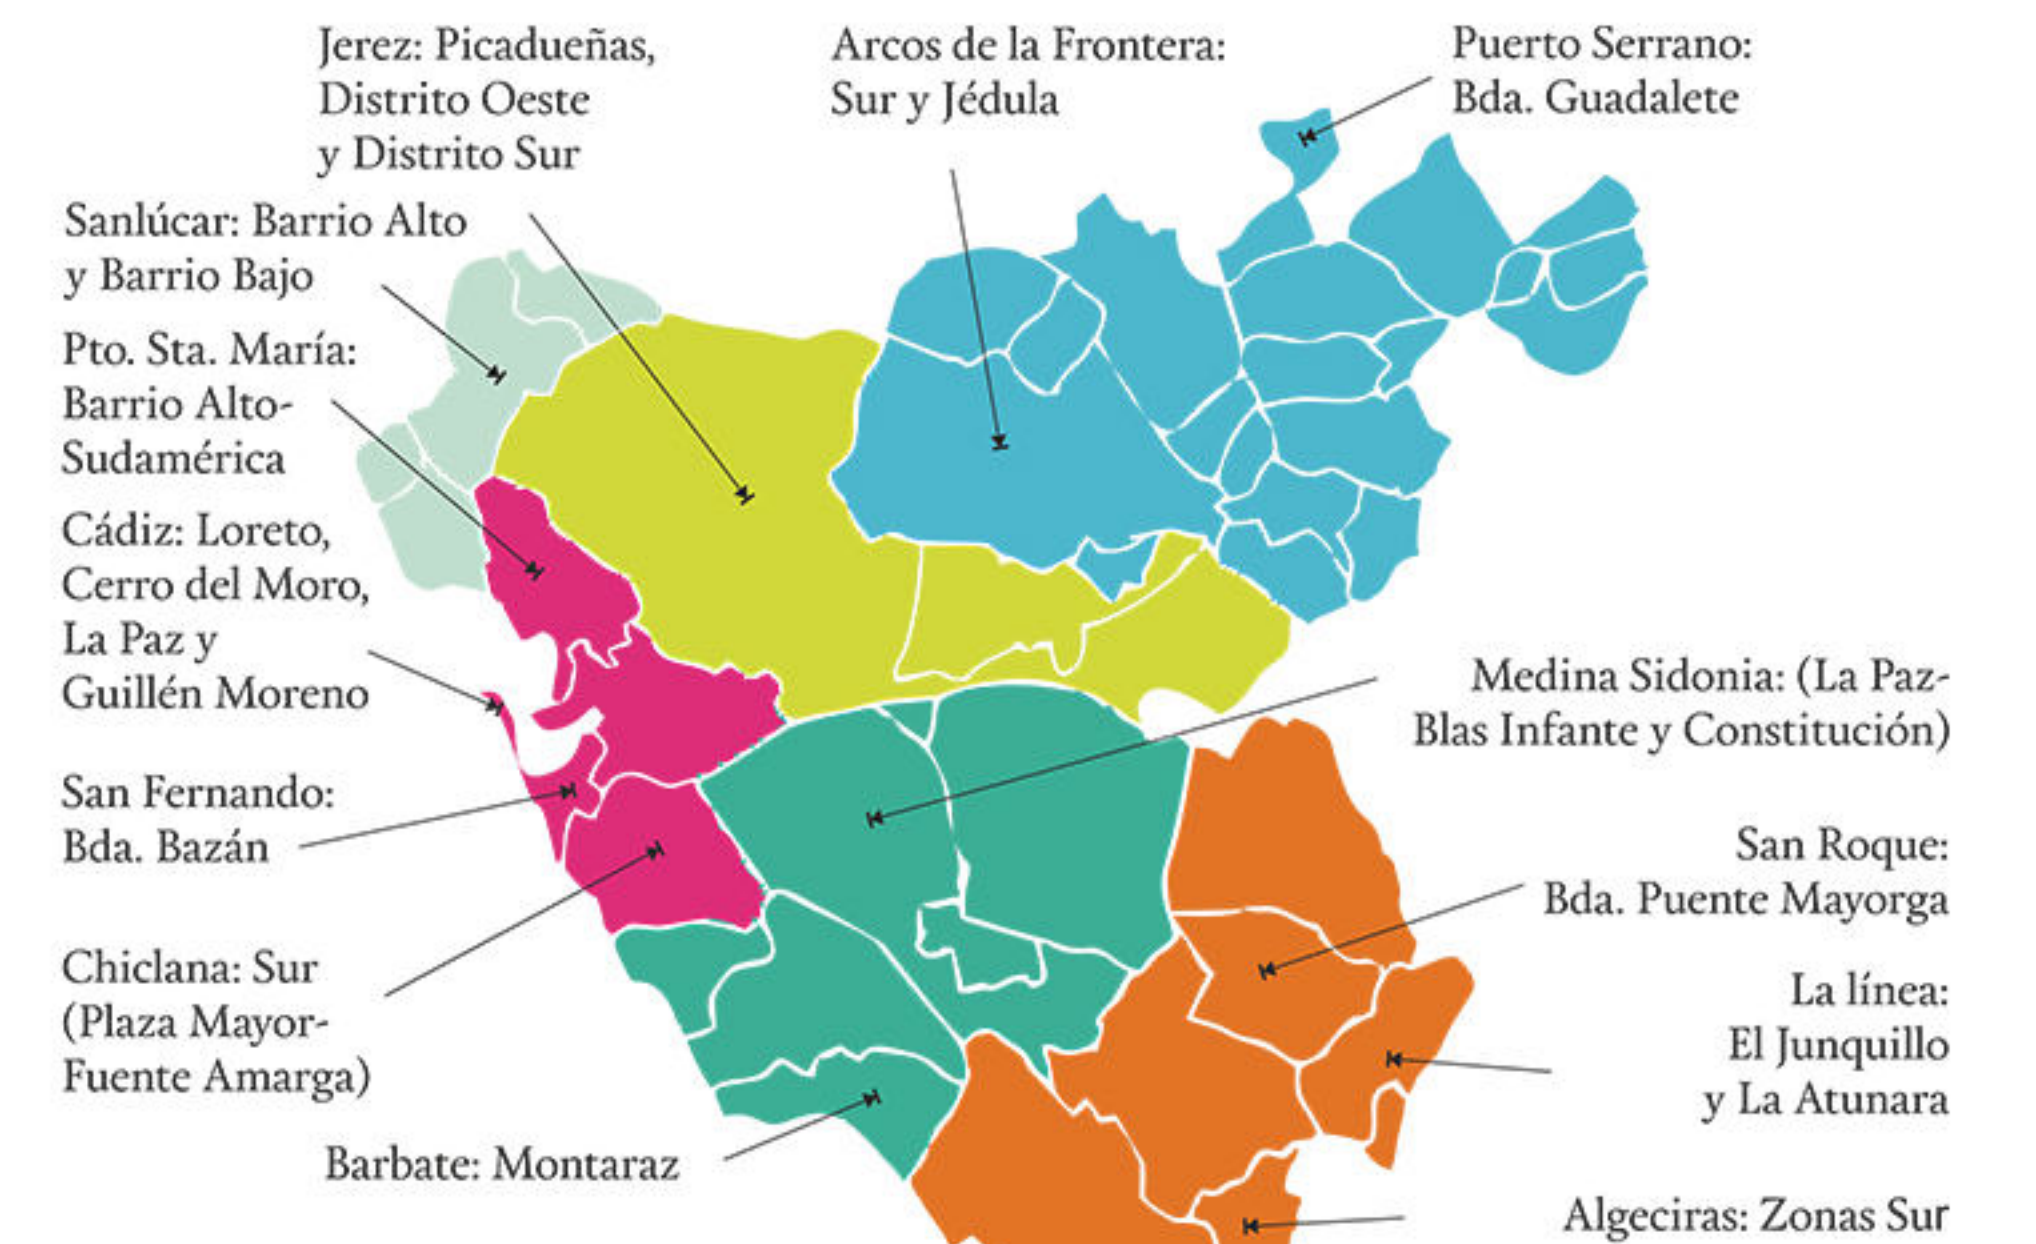 Jerez: Picadueñas,
Distrito Oeste
y Distrito Sur
Arcos de la Frontera:
Sur y Jédula
Puerto Serrano:
Bda. Guadalete
Sanlúcar: Barrio Alto
y Barrio Bajo
Pto. Sta. María:
Barrio Alto-
Sudamérica
Cádiz: Loreto,
Cerro del Moro,
La Paz y
Guillén Moreno
San Fernando:
Bda. Bazán
Chiclana: Sur
(Plaza Mayor-
Fuente Amarga)
Barbate: Montaraz
Medina Sidonia: (La Paz-
Blas Infante y Constitución)
San Roque:
Bda. Puente Mayorga
La línea:
El Junquillo
y La Atunara
Algeciras: Zonas Sur